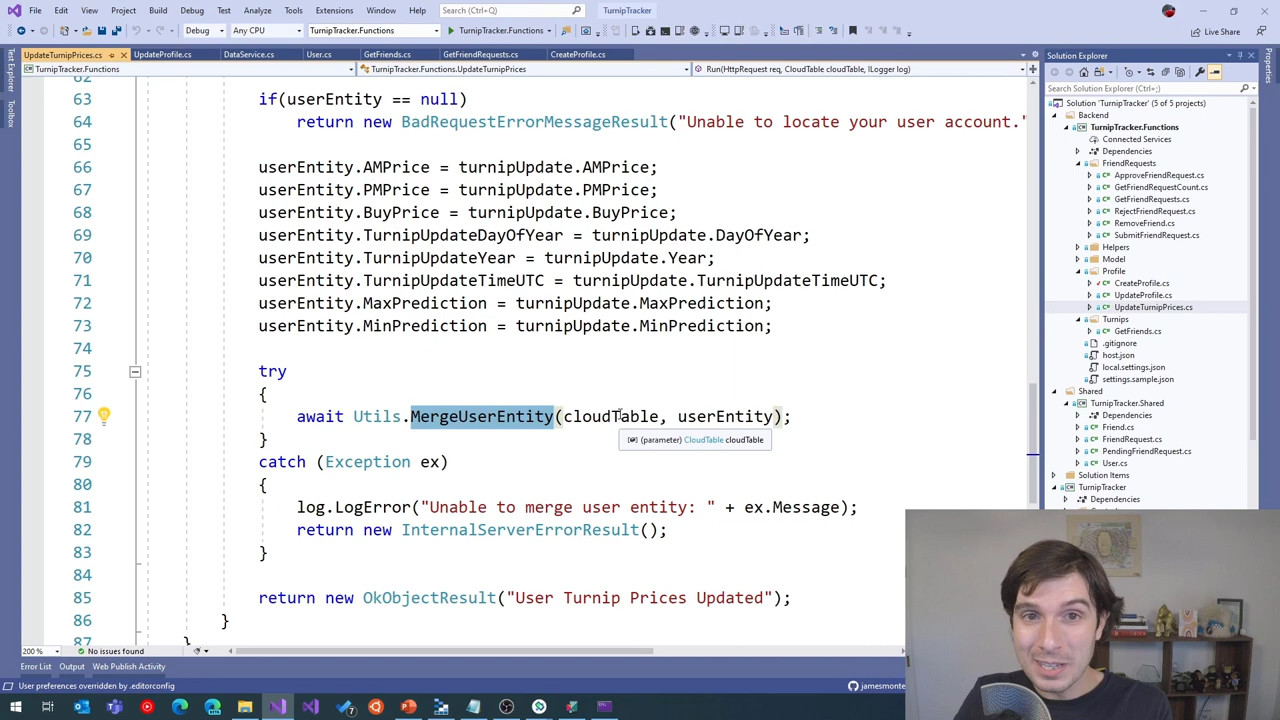 File Edit View Project Build Debug Test Analyze Tools Extensions Window Help Search (Ctrl+Q) TurnipTracker
Debug Any CPU TurnipTracker.Functions TurnipTracker.Functions Live Share
UpdateTurnipPrices.cs UpdateProfile.cs DataService.cs User.cs GetFriends.cs GetFriendRequests.cs CreateProfile.cs
TurnipTracker.Functions TurnipTracker.Functions.UpdateTurnipPrices Run(HttpRequest req, CloudTable cloudTable, ILogger log)
Test Explorer
Toolbox
62
63 if(userEntity == null)
64 return new BadRequestErrorMessageResult("Unable to locate your user account."
65
66 userEntity.AMPrice = turnipUpdate.AMPrice;
67 userEntity.PMPrice = turnipUpdate.PMPrice;
68 userEntity.BuyPrice = turnipUpdate.BuyPrice;
69 userEntity.TurnipUpdateDayOfYear = turnipUpdate.DayOfYear;
70 userEntity.TurnipUpdateYear = turnipUpdate.Year;
71 userEntity.TurnipUpdateTimeUTC = turnipUpdate.TurnipUpdateTimeUTC;
72 userEntity.MaxPrediction = turnipUpdate.MaxPrediction;
73 userEntity.MinPrediction = turnipUpdate.MinPrediction;
74
75 try
76 {
77 await Utils.MergeUserEntity(cloudTable, userEntity);
(parameter) CloudTable cloudTable
78 }
79 catch (Exception ex)
80 {
81 log.LogError("Unable to merge user entity: " + ex.Message);
82 return new InternalServerErrorResult();
83 }
84
85 return new OkObjectResult("User Turnip Prices Updated");
86 }
87 }
200 % No issues found
Error List Output Web Publish Activity
User preferences overridden by .editorconfig
jamesmonte
Solution Explorer
Properties
Search Solution Explorer (Ctrl+;)
Solution 'TurnipTracker' (5 of 5 projects)
Backend
TurnipTracker.Functions
Connected Services
Dependencies
FriendRequests
ApproveFriendRequest.cs
GetFriendRequestCount.cs
GetFriendRequests.cs
RejectFriendRequest.cs
RemoveFriend.cs
SubmitFriendRequest.cs
Helpers
Model
Profile
CreateProfile.cs
UpdateProfile.cs
UpdateTurnipPrices.cs
Turnips
GetFriends.cs
.gitignore
host.json
local.settings.json
settings.sample.json
Shared
TurnipTracker.Shared
Dependencies
Friend.cs
FriendRequest.cs
PendingFriendRequest.cs
User.cs
Solution Items
TurnipTracker
Dependencies